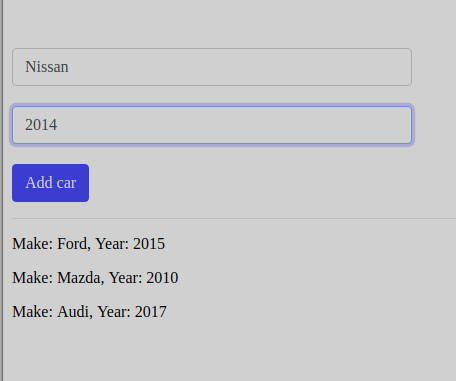 Nissan
2014
Add car
Make: Ford, Year: 2015
Make: Mazda, Year: 2010
Make: Audi, Year: 2017